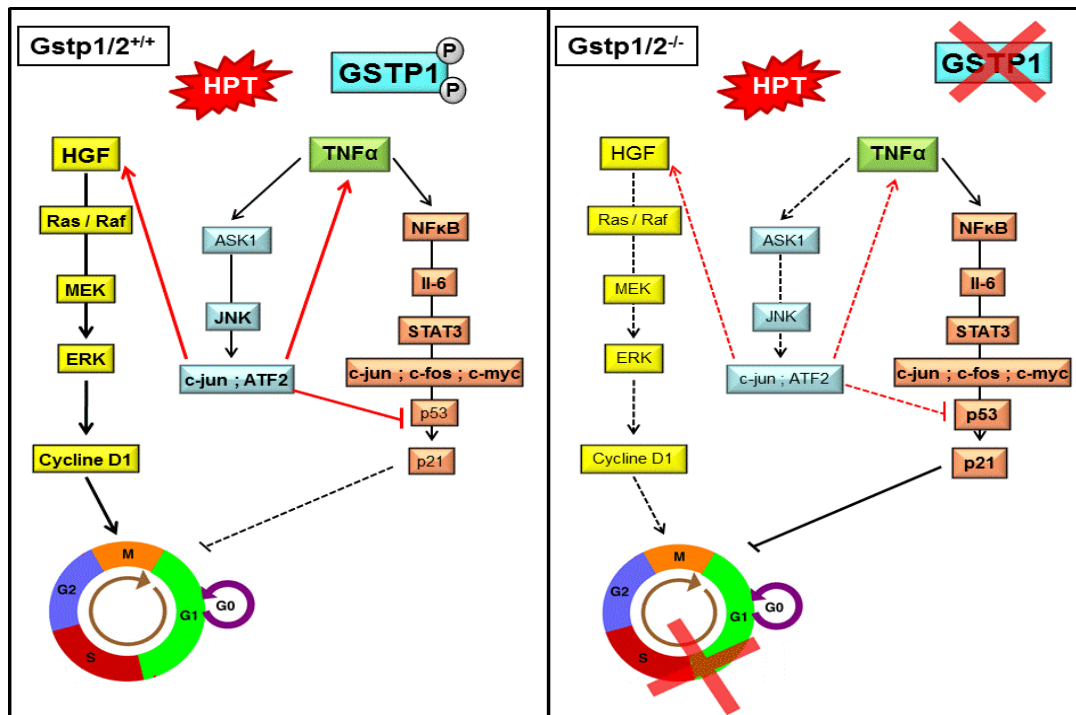 Gstp1/2+/+
HPT
GSTP1
P
P
HGF
TNFα
Ras / Raf
ASK1
NFκB
MEK
Il-6
JNK
STAT3
ERK
c-jun ; ATF2
c-jun ; c-fos ; c-myc
p53
Cycline D1
p21
M
G2
G1
G0
S
Gstp1/2-/-
HPT
GSTP1
HGF
TNFα
Ras / Raf
ASK1
NFκB
MEK
Il-6
JNK
STAT3
ERK
c-jun ; ATF2
c-jun ; c-fos ; c-myc
p53
Cycline D1
p21
M
G2
G1
G0
S